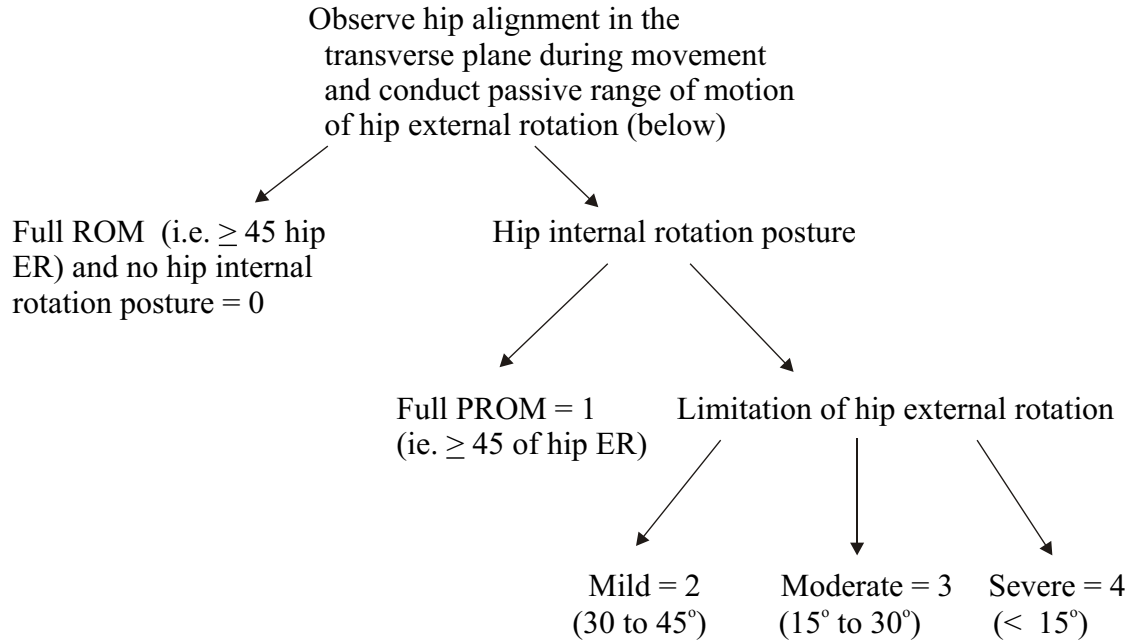 Observe hip alignment in the
transverse plane during movement
and conduct passive range of motion
of hip external rotation (below)
Full ROM (i.e. ≥ 45 hip
ER) and no hip internal
rotation posture = 0
Hip internal rotation posture
Full PROM = 1
(ie. ≥ 45 of hip ER)
Limitation of hip external rotation
Mild = 2
(30 to 45°)
Moderate = 3
(15° to 30°)
Severe = 4
(< 15°)